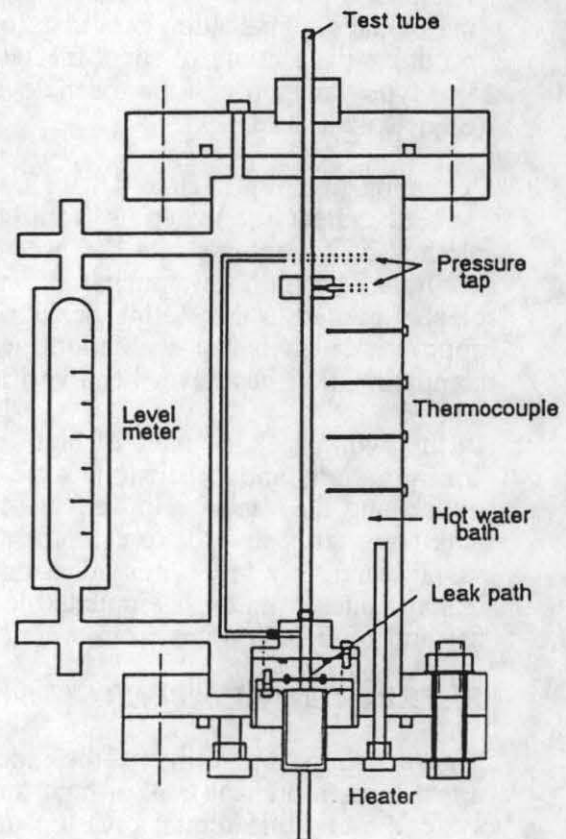 Test tube
Pressure
tap
Level
meter
Thermocouple
Hot water
bath
Leak path
Heater